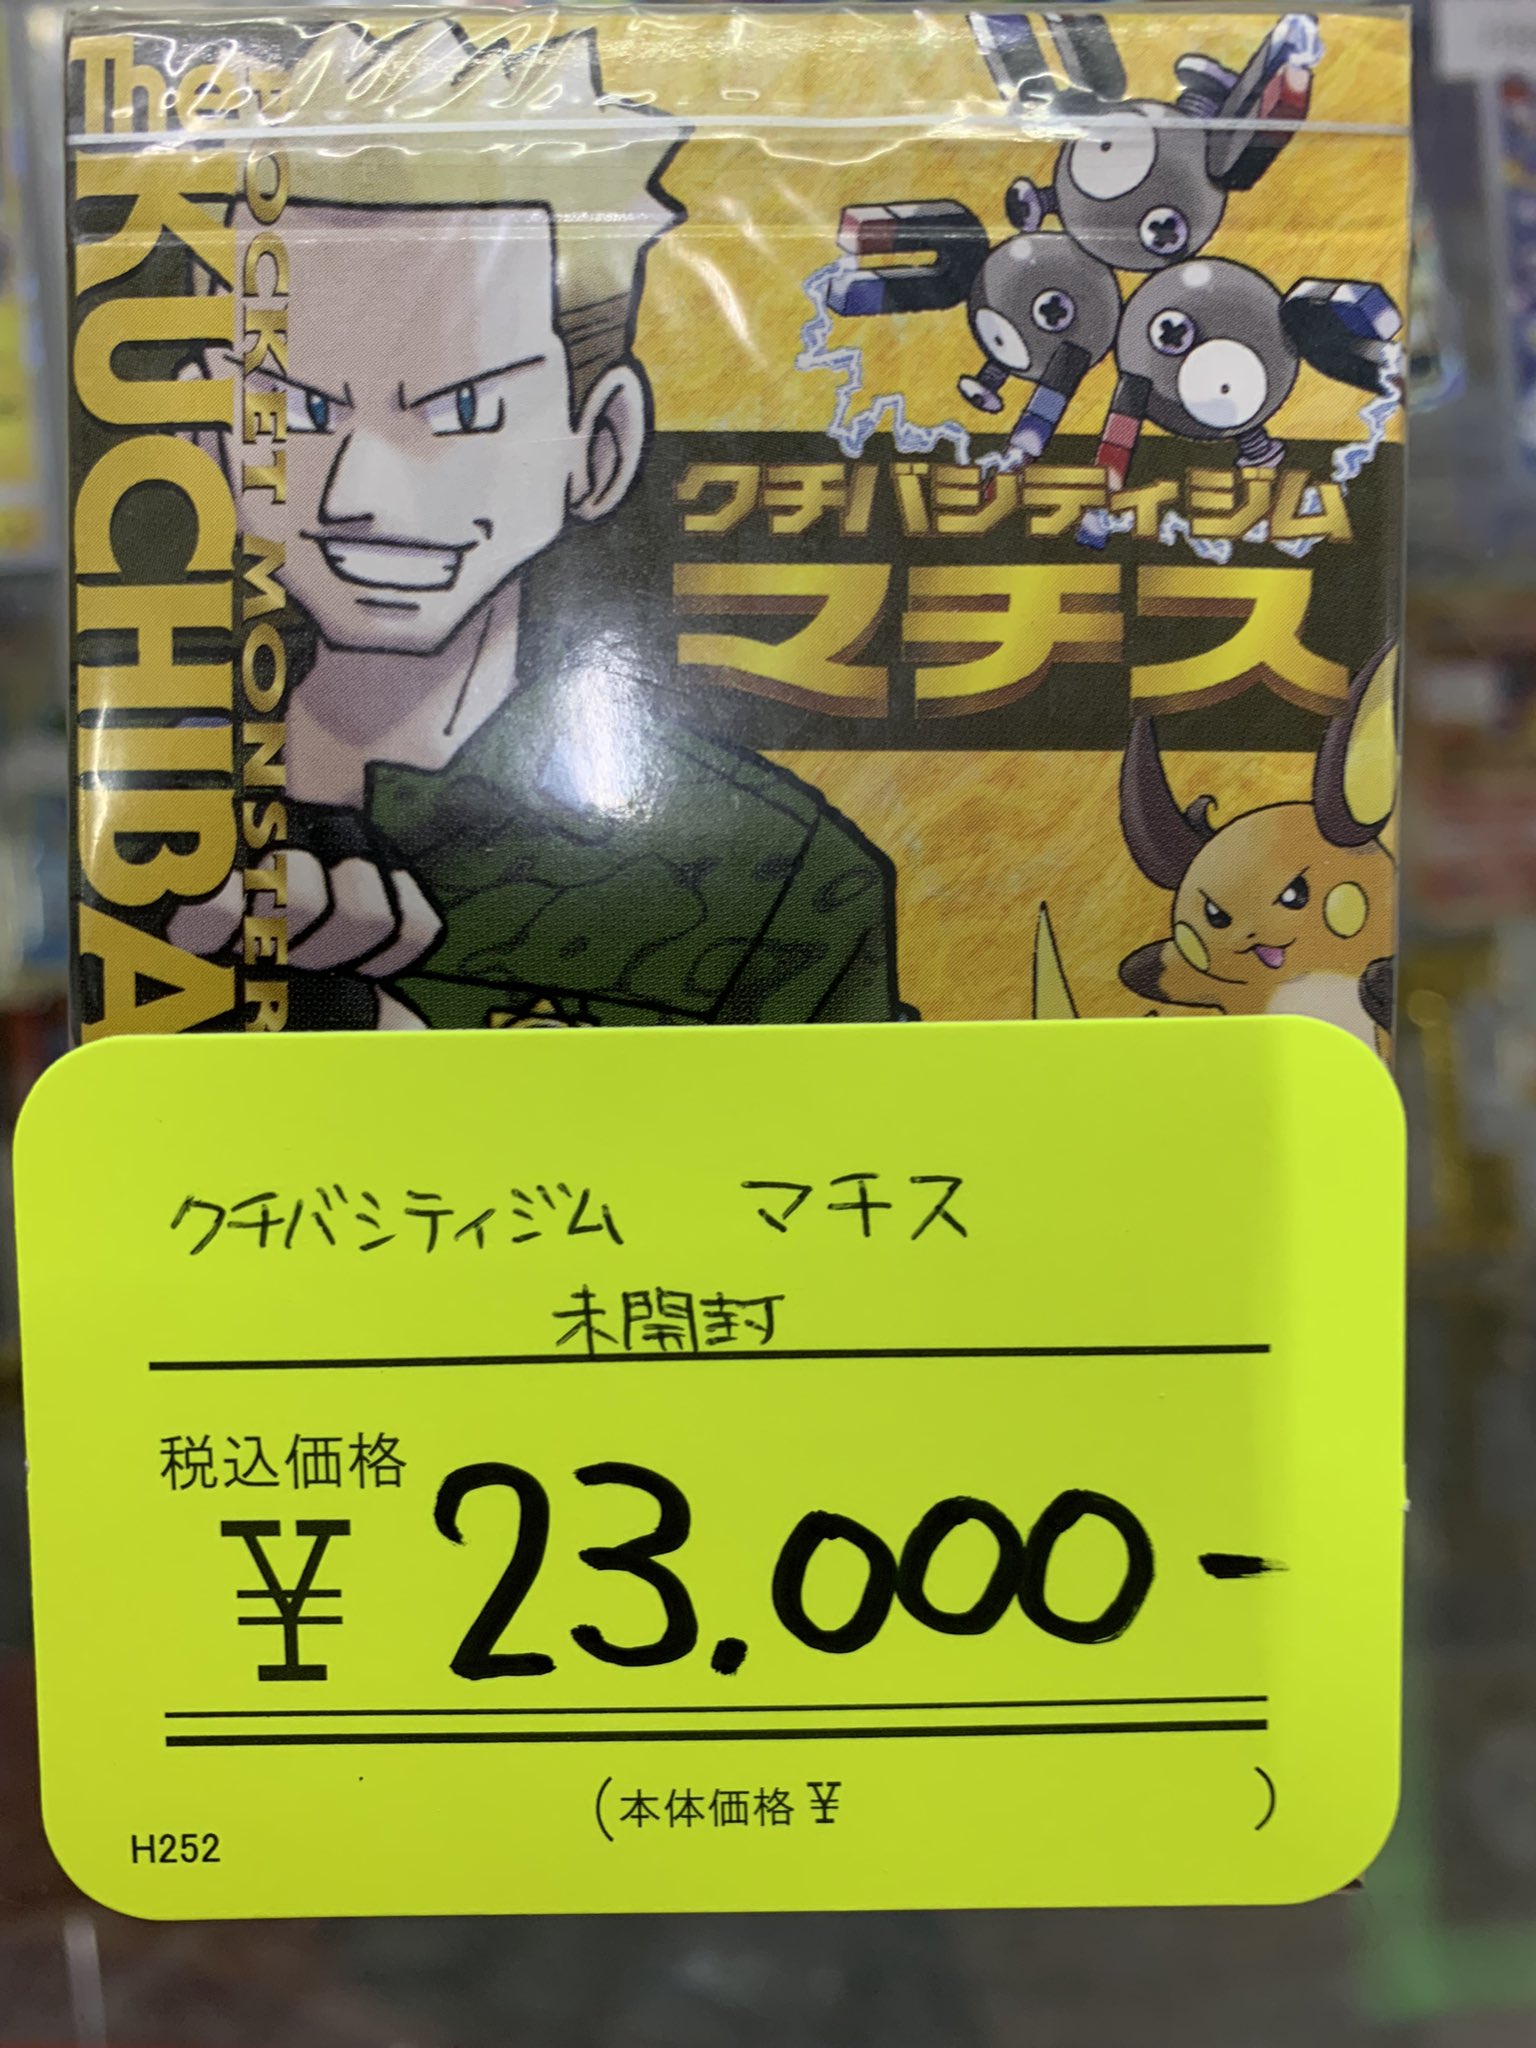 The KUCHIBA
POCKET MONSTER
クチバシティジム
マチス
クチバシティジム マチス
未開封
税込価格
¥23.000-
(本体価格¥ )
H252